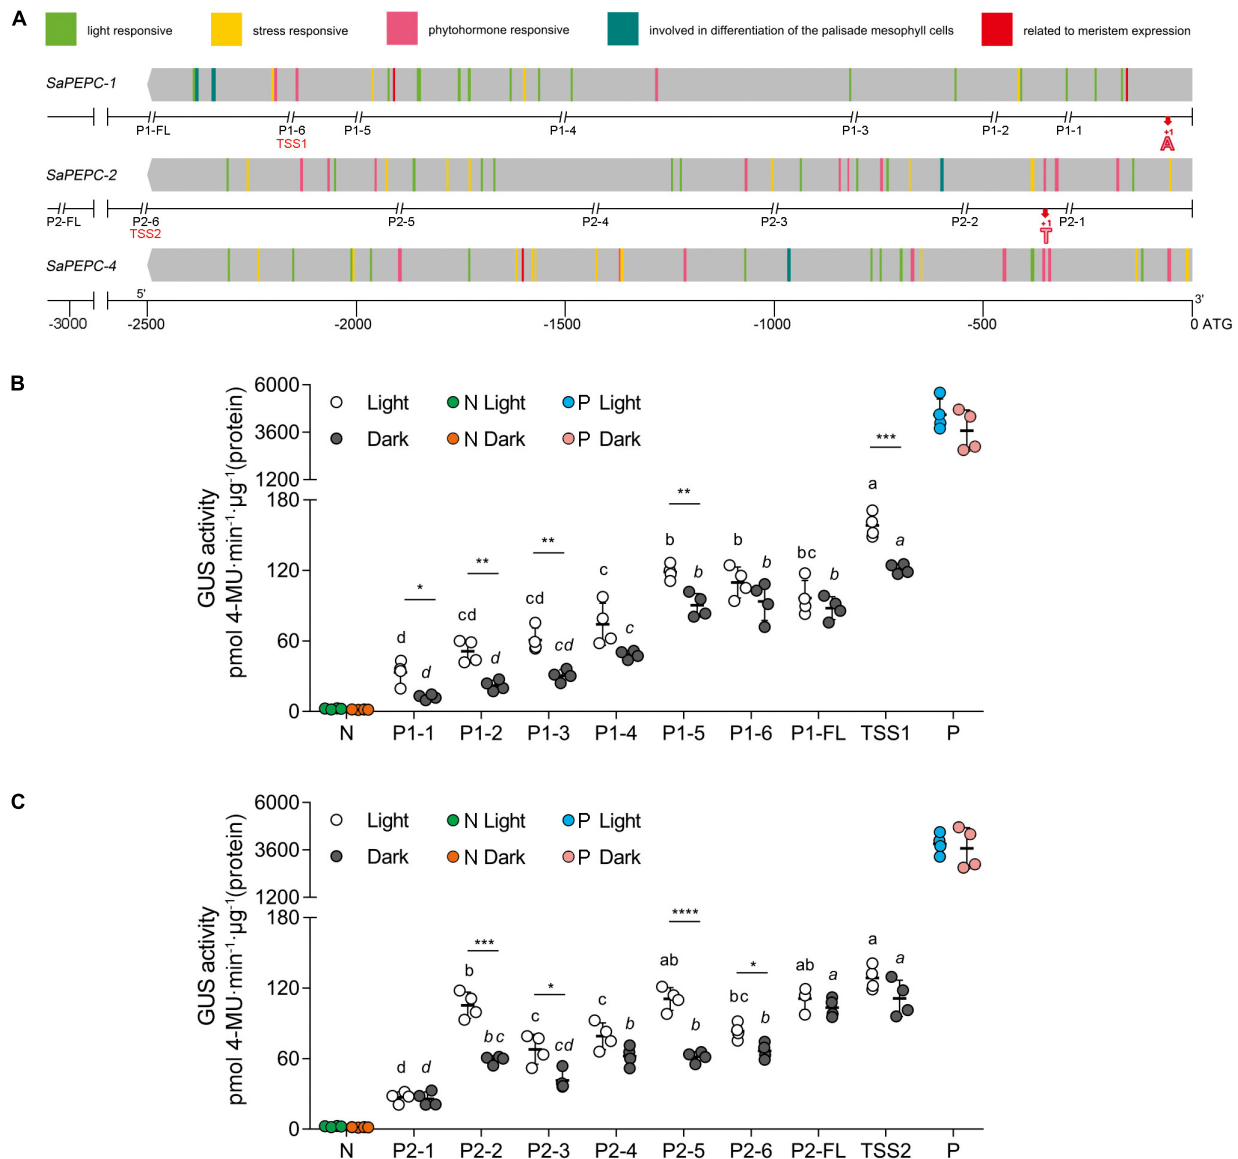 A
light responsive
stress responsive
phytohormone responsive
involved in differentiation of the palisade mesophyll cells
related to meristem expression
SaPEPC-1
P1-FL P1-6 P1-5 P1-4 P1-3 P1-2 P1-1 +1
TSS1 A
SaPEPC-2
P2-FL P2-6 P2-5 P2-4 P2-3 P2-2 +1 P2-1
TSS2 T
SaPEPC-4
5' 3'
-3000 -2500 -2000 -1500 -1000 -500 0 ATG
B
GUS activity
pmol 4-MU·min-1·µg-1(protein)
6000
3600
1200
180
120
60
0
Light N Light P Light
Dark N Dark P Dark
* ** ** ** ***
d d cd d cd cd c c b b b b bc b a a
N P1-1 P1-2 P1-3 P1-4 P1-5 P1-6 P1-FL TSS1 P
C
GUS activity
pmol 4-MU·min-1·µg-1(protein)
6000
3600
1200
180
120
60
0
Light N Light P Light
Dark N Dark P Dark
*** * **** *
d d b bc c cd c b ab b bc b ab a a a
N P2-1 P2-2 P2-3 P2-4 P2-5 P2-6 P2-FL TSS2 P